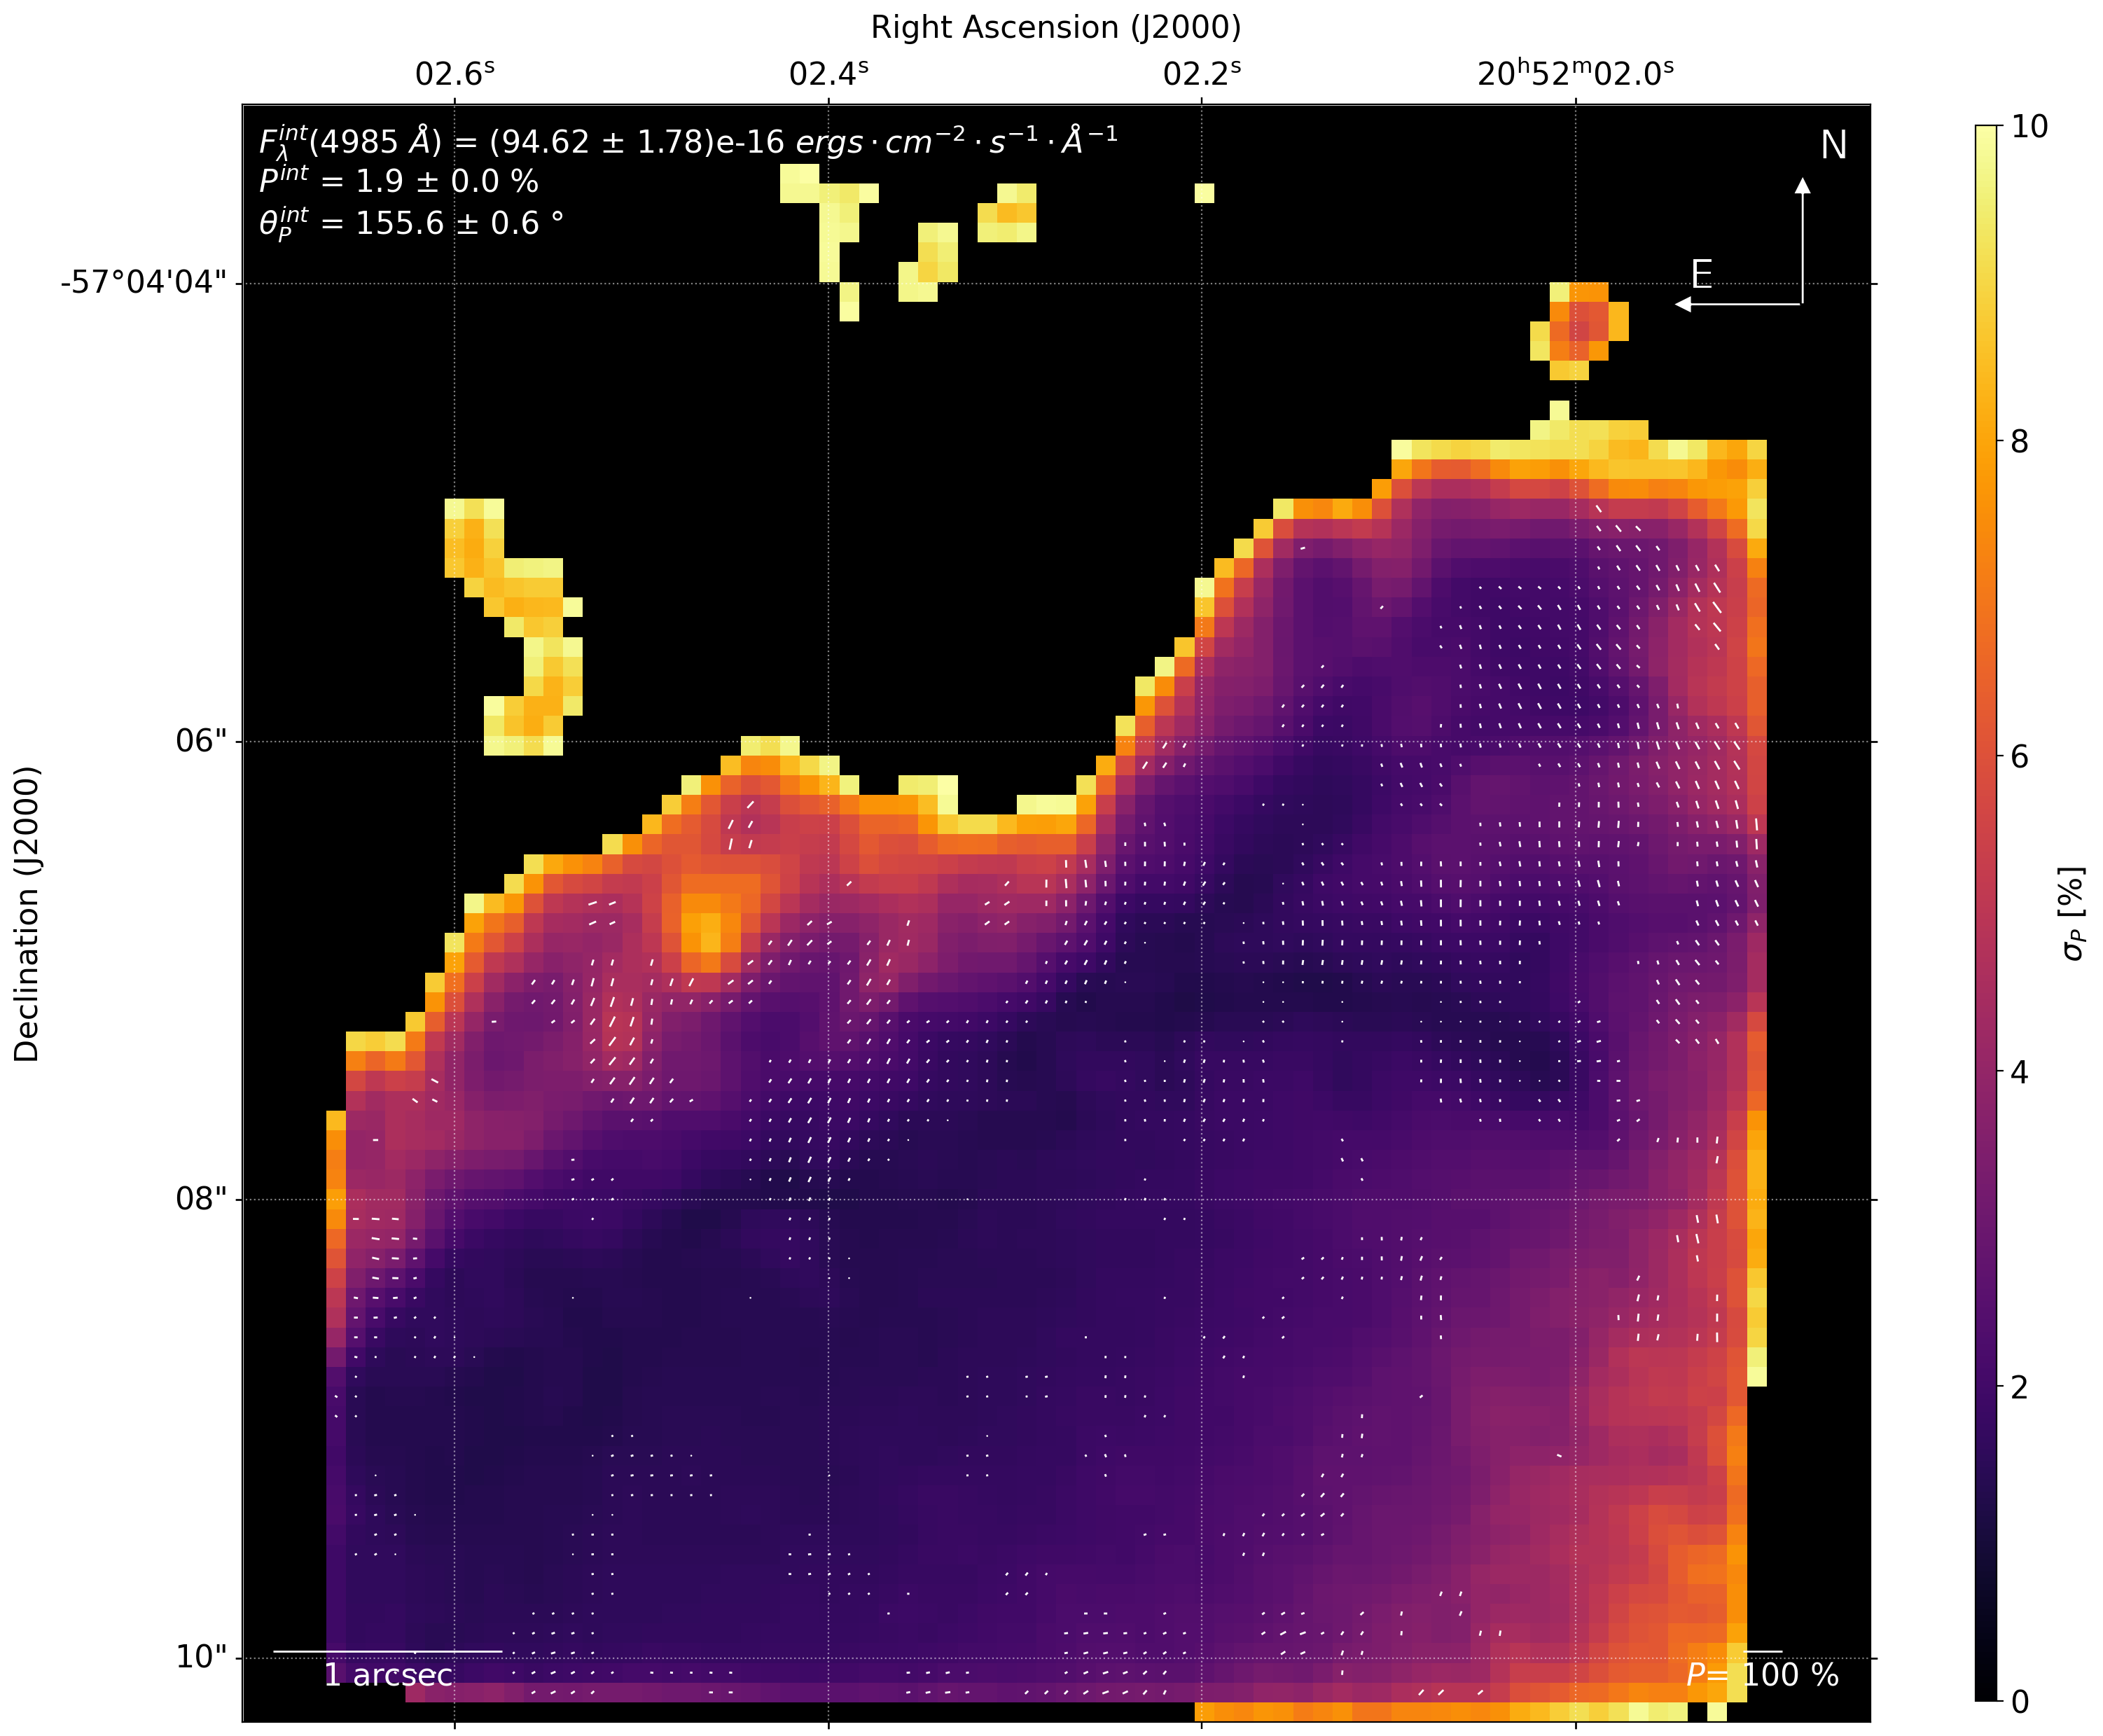 Right Ascension (J2000)
02.6ˢ 02.4ˢ 02.2ˢ 20ʰ52ᵐ02.0ˢ
F_λ^int(4985 Å) = (94.62 ± 1.78)e-16 ergs · cm⁻² · s⁻¹ · Å⁻¹
P^int = 1.9 ± 0.0 %
θ_P^int = 155.6 ± 0.6 °
N
E
-57°04'04"
06"
08"
10"
Declination (J2000)
1 arcsec
P= 100 %
10
8
6
4
2
0
σ_P [%]